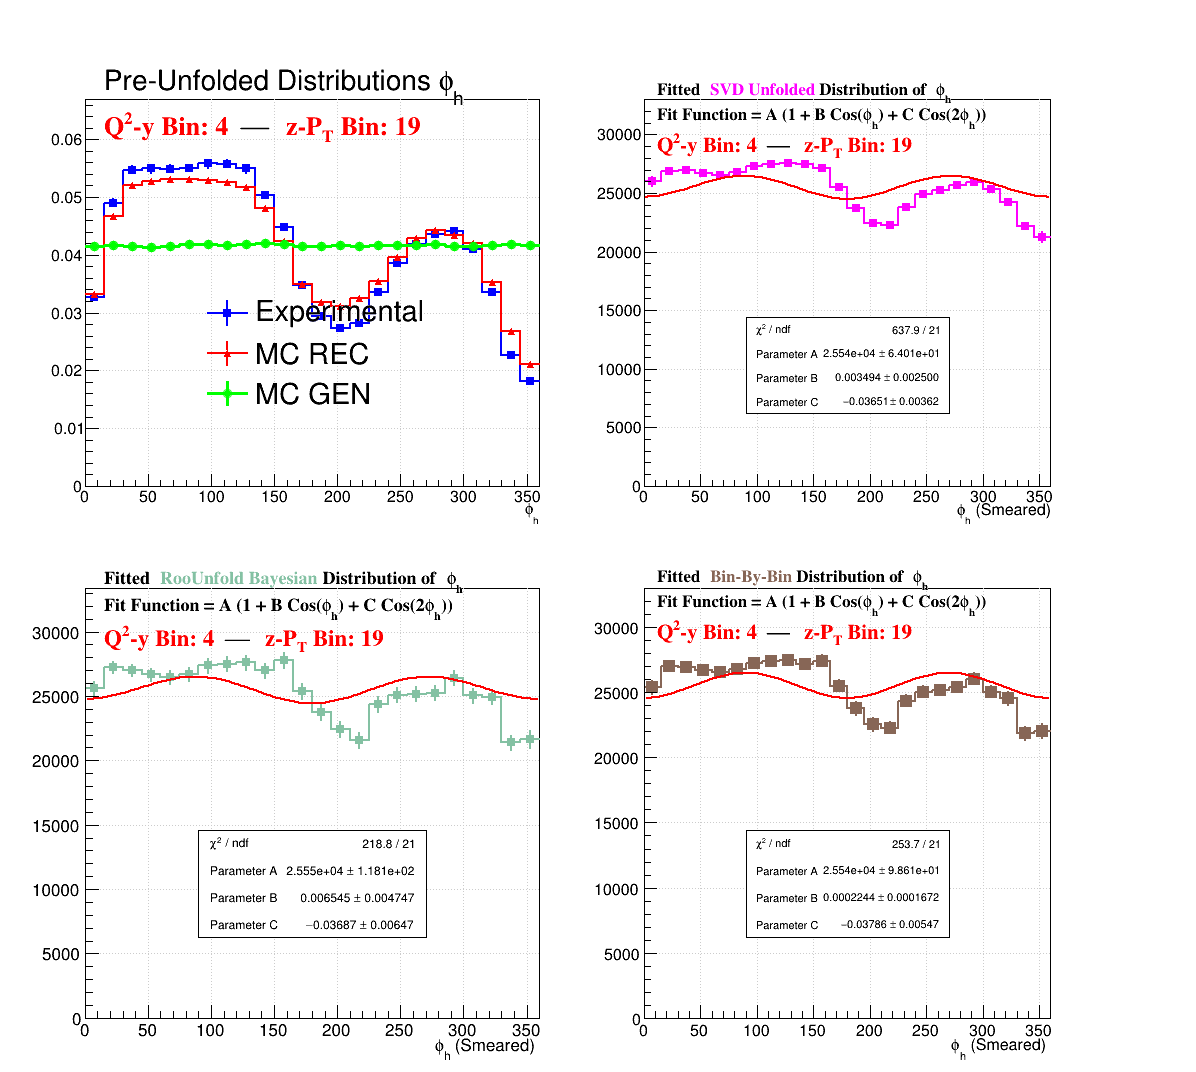 Pre-Unfolded Distributions ϕh
Q²-y Bin: 4 — z-PT Bin: 19
0.06
0.05
0.04
0.03
0.02
0.01
0
Experimental
MC REC
MC GEN
0 50 100 150 200 250 300 350
ϕh
Fitted SVD Unfolded Distribution of ϕh
Fit Function = A (1 + B Cos(ϕh) + C Cos(2ϕh))
Q²-y Bin: 4 — z-PT Bin: 19
30000
25000
20000
15000
10000
5000
0
χ² / ndf 637.9 / 21
Parameter A 2.554e+04 ± 6.401e+01
Parameter B 0.003494 ± 0.002500
Parameter C −0.03651 ± 0.00362
0 50 100 150 200 250 300 350
ϕh (Smeared)
Fitted RooUnfold Bayesian Distribution of ϕh
Fit Function = A (1 + B Cos(ϕh) + C Cos(2ϕh))
Q²-y Bin: 4 — z-PT Bin: 19
30000
25000
20000
15000
10000
5000
0
χ² / ndf 218.8 / 21
Parameter A 2.555e+04 ± 1.181e+02
Parameter B 0.006545 ± 0.004747
Parameter C −0.03687 ± 0.00647
0 50 100 150 200 250 300 350
ϕh (Smeared)
Fitted Bin-By-Bin Distribution of ϕh
Fit Function = A (1 + B Cos(ϕh) + C Cos(2ϕh))
Q²-y Bin: 4 — z-PT Bin: 19
30000
25000
20000
15000
10000
5000
0
χ² / ndf 253.7 / 21
Parameter A 2.554e+04 ± 9.861e+01
Parameter B 0.0002244 ± 0.0001672
Parameter C −0.03786 ± 0.00547
0 50 100 150 200 250 300 350
ϕh (Smeared)